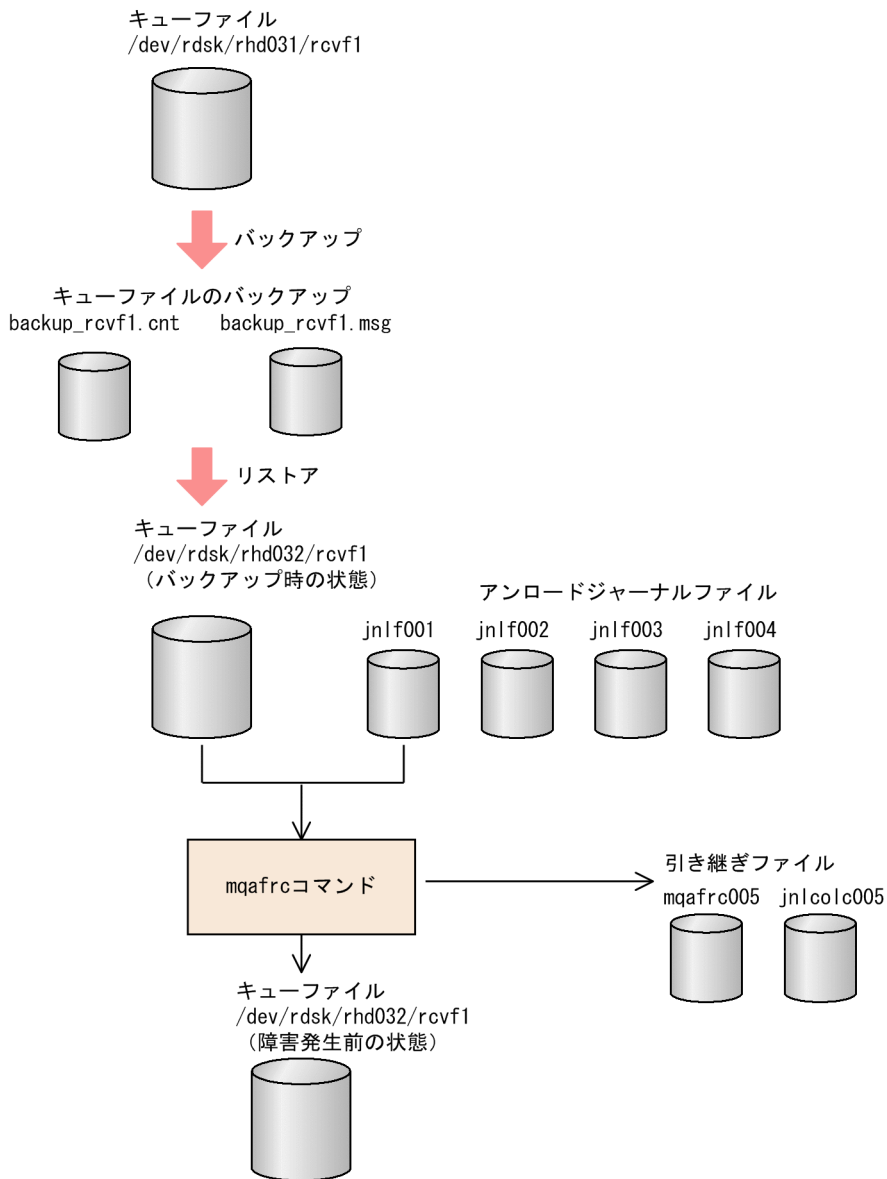 キューファイル
/dev/rdsk/rhd031/rcvf1
バックアップ
キューファイルのバックアップ
backup_rcvf1.cnt backup_rcvf1.msg
リストア
キューファイル
/dev/rdsk/rhd032/rcvf1
（バックアップ時の状態）
アンロードジャーナルファイル
jnlf001 jnlf002 jnlf003 jnlf004
mqafrcコマンド
引き継ぎファイル
mqafrc005 jnlcolc005
キューファイル
/dev/rdsk/rhd032/rcvf1
（障害発生前の状態）